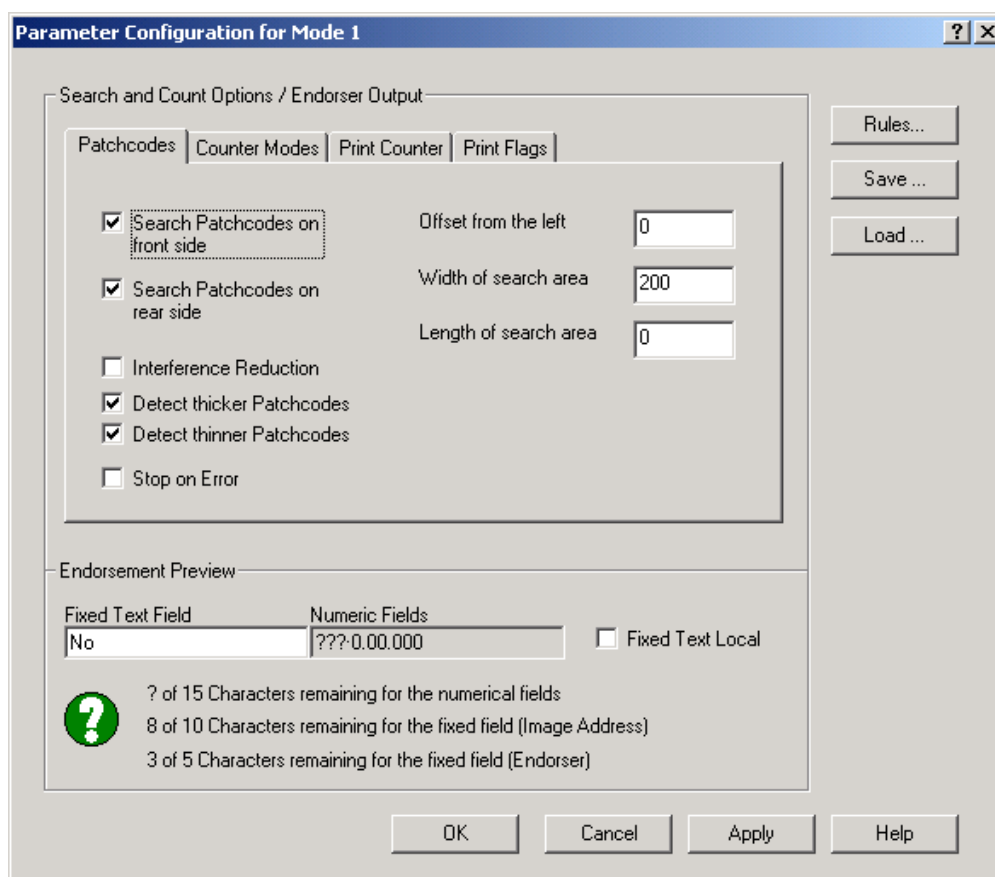 Parameter Configuration for Mode 1
Search and Count Options / Endorser Output
Patchcodes
Counter Modes
Print Counter
Print Flags
Rules...
Save ...
Load ...
Search Patchcodes on
front side
Search Patchcodes on
rear side
Interference Reduction
Detect thicker Patchcodes
Detect thinner Patchcodes
Stop on Error
Offset from the left
0
Width of search area
200
Length of search area
0
Endorsement Preview
Fixed Text Field
No
Numeric Fields
???·0.00.000
Fixed Text Local
? of 15 Characters remaining for the numerical fields
8 of 10 Characters remaining for the fixed field (Image Address)
3 of 5 Characters remaining for the fixed field (Endorser)
OK
Cancel
Apply
Help